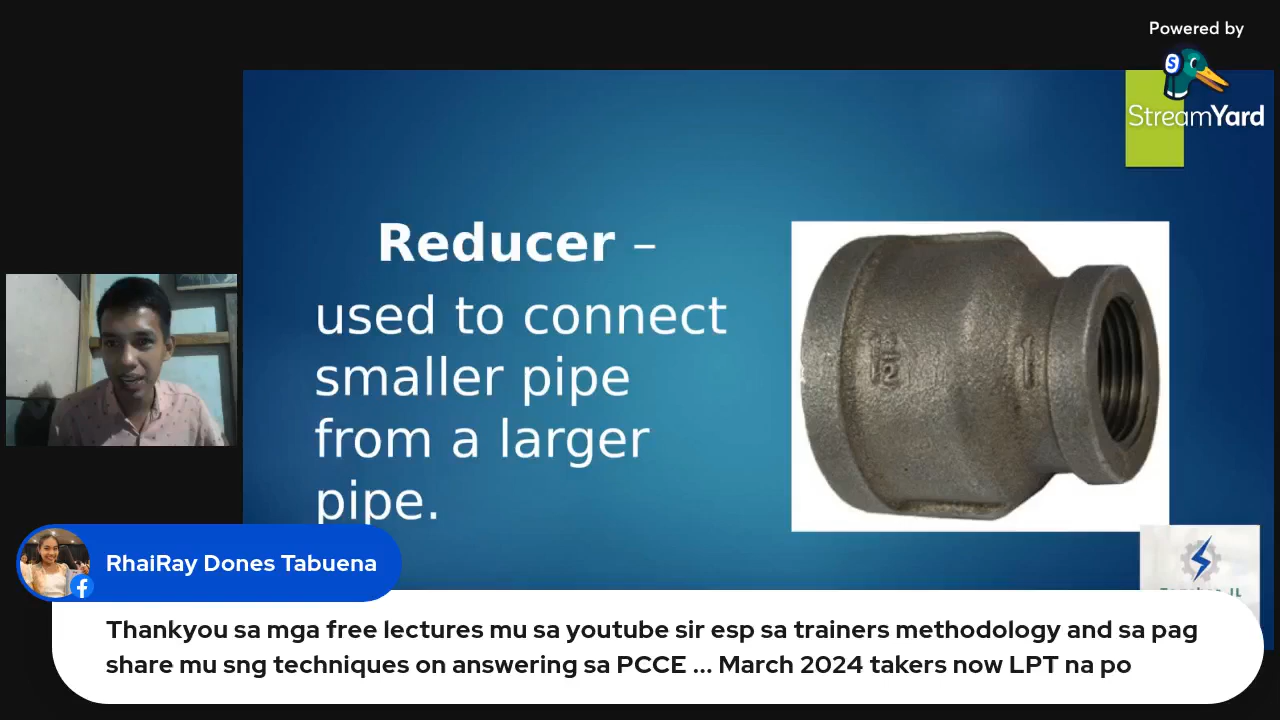 Powered by
StreamYard
Reducer –
used to connect
smaller pipe
from a larger
pipe.
1 1/2
1
RhaiRay Dones Tabuena
Thankyou sa mga free lectures mu sa youtube sir esp sa trainers methodology and sa pag
share mu sng techniques on answering sa PCCE ... March 2024 takers now LPT na po